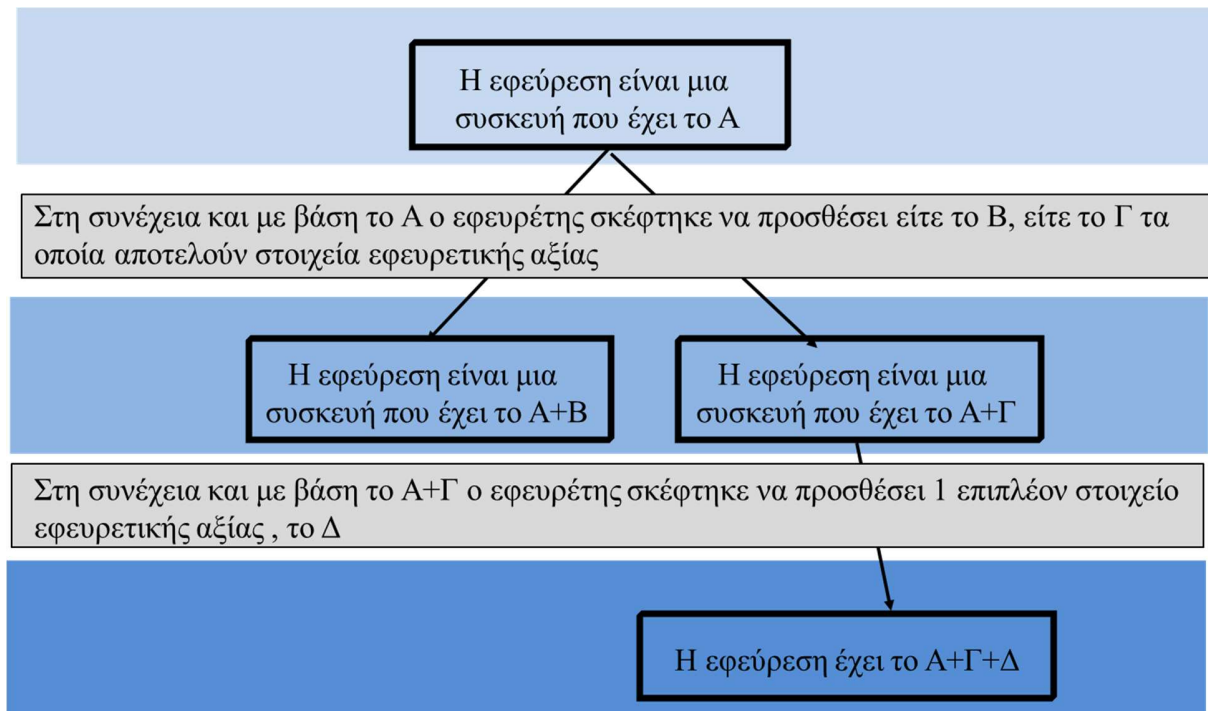 Η εφεύρεση είναι μια
συσκευή που έχει το Α
Στη συνέχεια και με βάση το Α ο εφευρέτης σκέφτηκε να προσθέσει είτε το Β, είτε το Γ τα
οποία αποτελούν στοιχεία εφευρετικής αξίας
Η εφεύρεση είναι μια
συσκευή που έχει το Α+Β
Η εφεύρεση είναι μια
συσκευή που έχει το Α+Γ
Στη συνέχεια και με βάση το Α+Γ ο εφευρέτης σκέφτηκε να προσθέσει 1 επιπλέον στοιχείο
εφευρετικής αξίας , το Δ
Η εφεύρεση έχει το Α+Γ+Δ